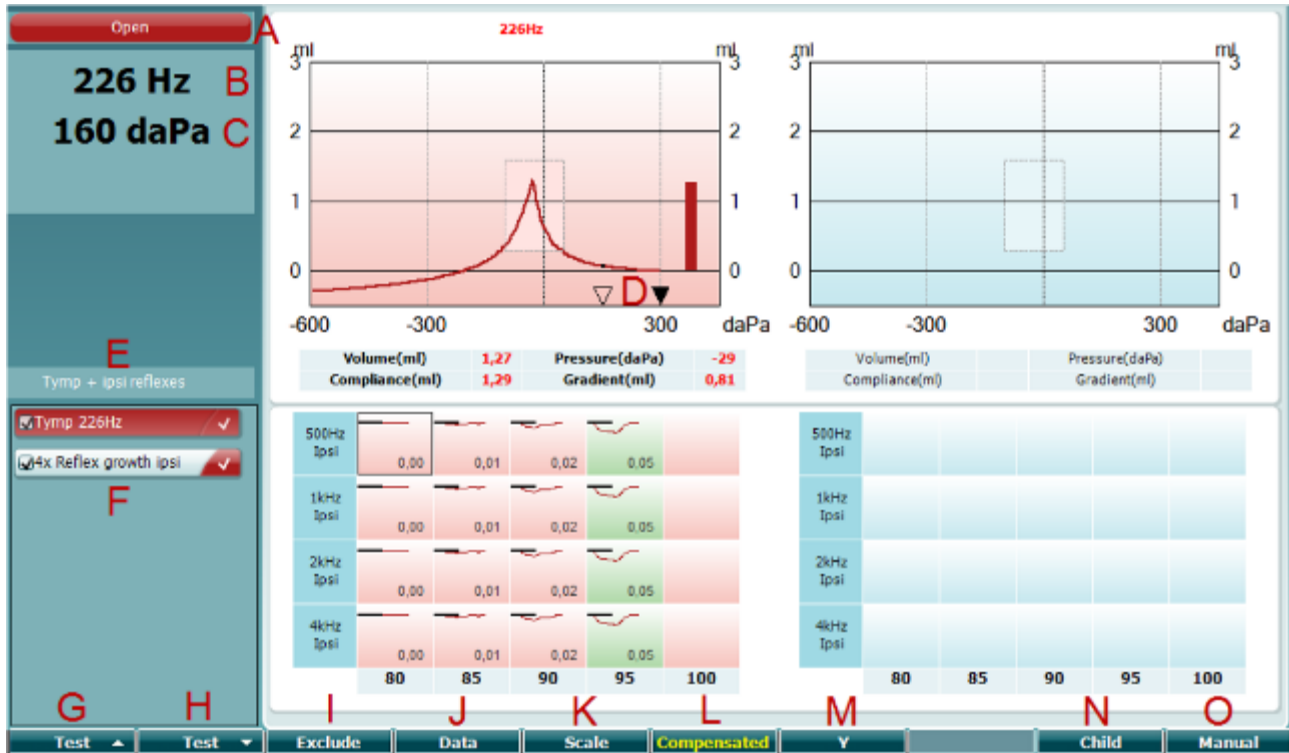 Open
A
226 Hz B
160 daPa C
E
Tymp + ipsi reflexes
Tymp 226Hz
4x Reflex growth ipsi
F
226Hz
ml ml
3 3
2 2
1 1
0 0
D
-600 -300 300 daPa
Volume(ml) 1,27 Pressure(daPa) -29
Compliance(ml) 1,29 Gradient(ml) 0,81
ml ml
3 3
2 2
1 1
0 0
-600 -300 300 daPa
Volume(ml) Pressure(daPa)
Compliance(ml) Gradient(ml)
500Hz
Ipsi
0,00 0,01 0,02 0,05
1kHz
Ipsi
0,00 0,01 0,02 0,05
2kHz
Ipsi
0,00 0,01 0,02 0,05
4kHz
Ipsi
0,00 0,01 0,02 0,05
80 85 90 95 100
500Hz
Ipsi
1kHz
Ipsi
2kHz
Ipsi
4kHz
Ipsi
80 85 90 95 100
G H I J K L M N O
Test Test Exclude Data Scale Compensated Y Child Manual